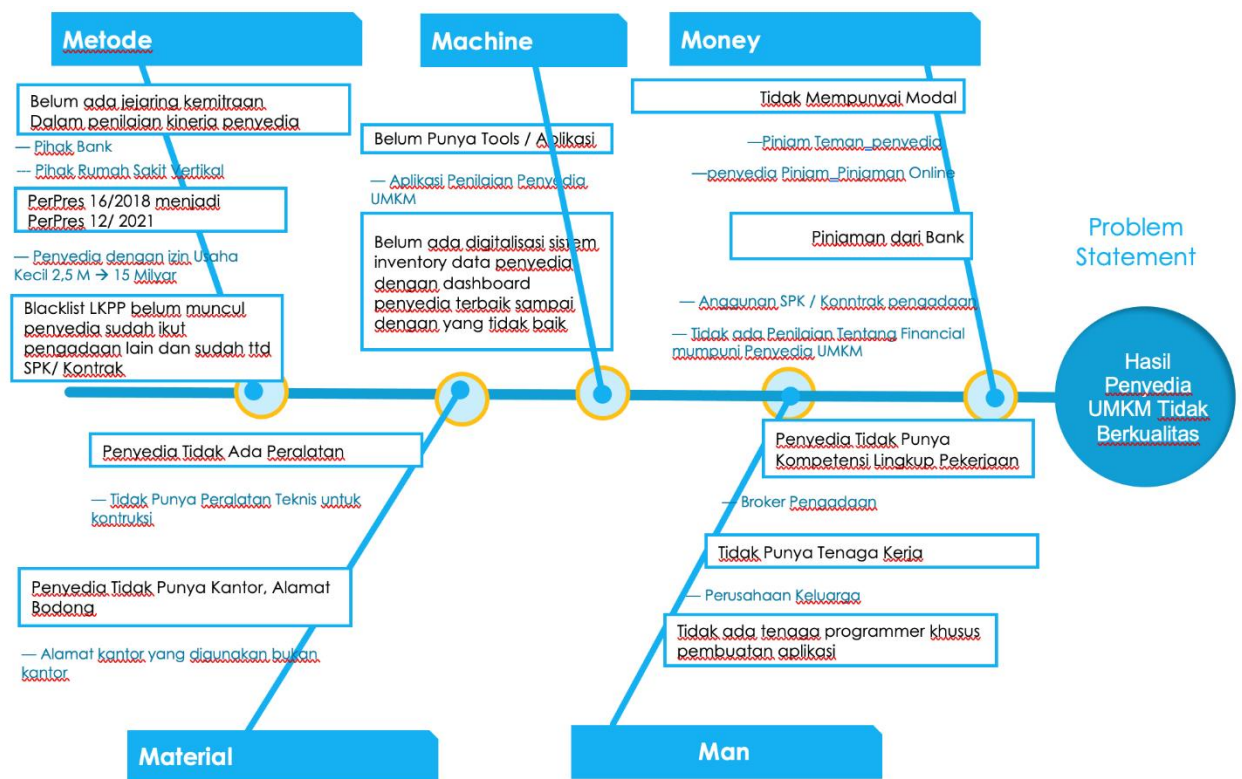 Metode
Belum ada jejaring kemitraan
Dalam penilaian kinerja penyedia
— Pihak Bank
--- Pihak Rumah Sakit Vertikal
PerPres 16/2018 menjadi
PerPres 12/ 2021
— Penyedia dengan izin Usaha
Kecil 2,5 M → 15 Milyar
Blacklist LKPP belum muncul
penyedia sudah ikut
pengadaan lain dan sudah ttd
SPK/ Kontrak
Machine
Belum Punya Tools / Aplikasi
— Aplikasi Penilaian Penyedia
UMKM
Belum ada digitalisasi sistem
inventory data penyedia
dengan dashboard
penyedia terbaik sampai
dengan yang tidak baik
Money
Tidak Mempunyai Modal
—Pinjam Teman_penyedia
—penyedia Pinjam_Pinjaman Online
Pinjaman dari Bank
— Anggunan SPK / Konntrak pengadaan
— Tidak ada Penilaian Tentang Financial
mumpuni Penyedia UMKM
Problem
Statement
Hasil
Penyedia
UMKM Tidak
Berkualitas
Penyedia Tidak Ada Peralatan
— Tidak Punya Peralatan Teknis untuk
kontruksi
Penyedia Tidak Punya Kantor, Alamat
Bodong
— Alamat kantor yang digunakan bukan
kantor
Material
Penyedia Tidak Punya
Kompetensi Lingkup Pekerjaan
— Broker Pengadaan
Tidak Punya Tenaga Kerja
— Perusahaan Keluarga
Tidak ada tenaga programmer khusus
pembuatan aplikasi
Man